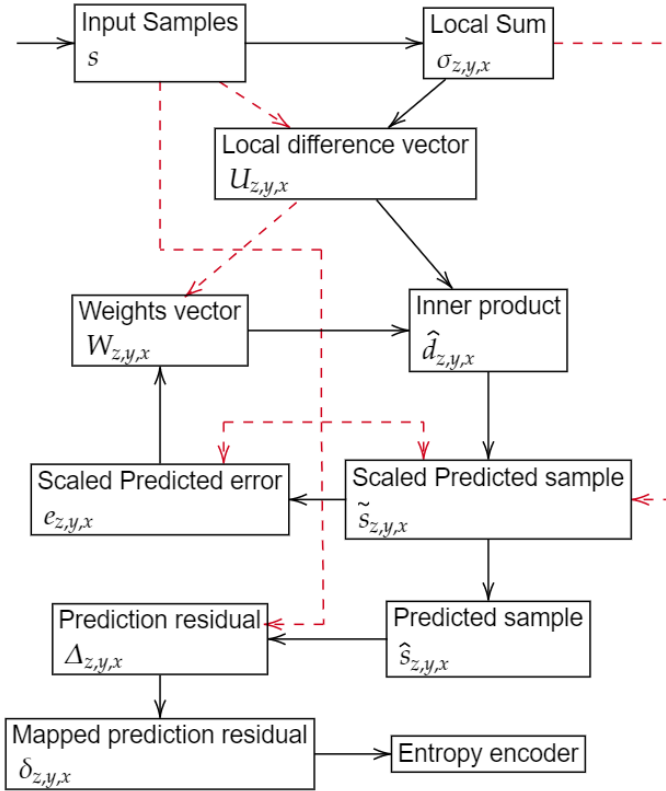 Input Samples
s
Local Sum
σz,y,x
Local difference vector
Uz,y,x
Weights vector
Wz,y,x
Inner product
d̂z,y,x
Scaled Predicted error
ez,y,x
Scaled Predicted sample
s̃z,y,x
Prediction residual
Δz,y,x
Predicted sample
ŝz,y,x
Mapped prediction residual
δz,y,x
Entropy encoder